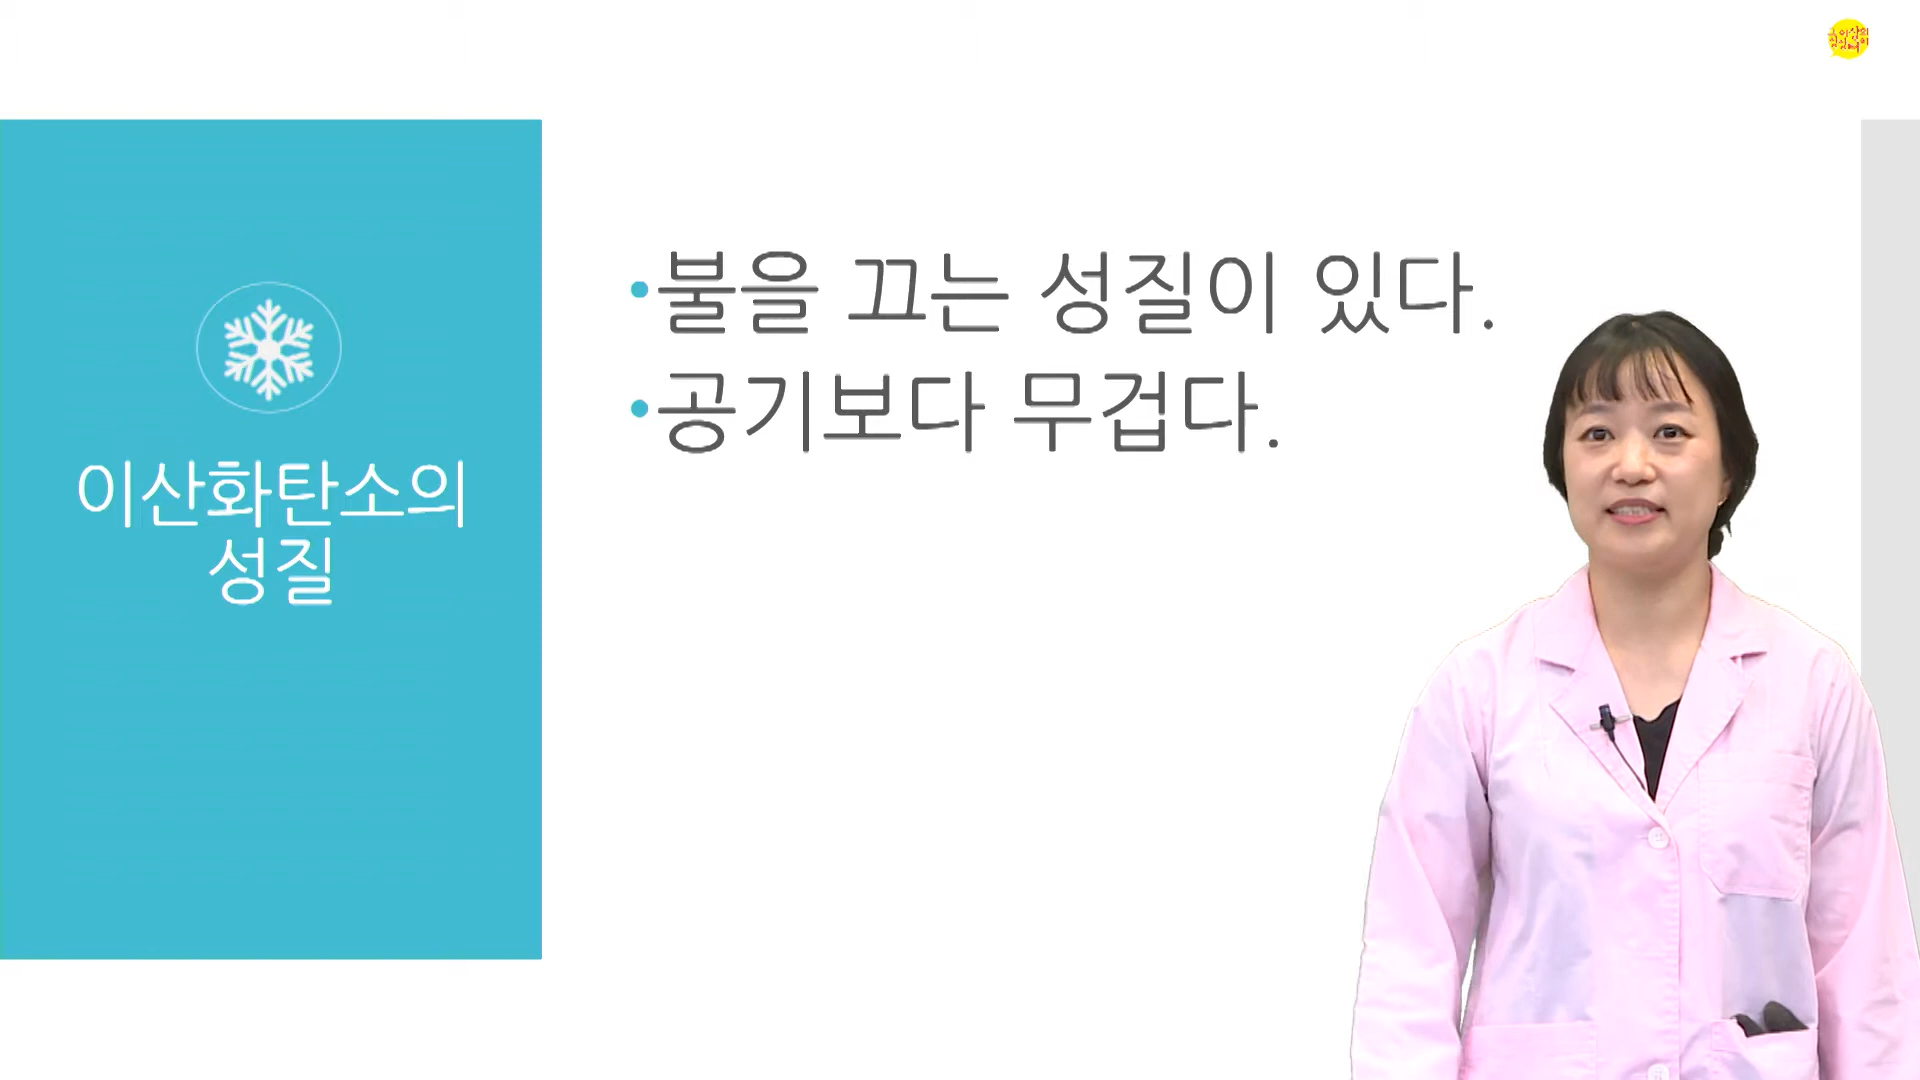 이산화탄소의
성질
•불을 끄는 성질이 있다.
•공기보다 무겁다.